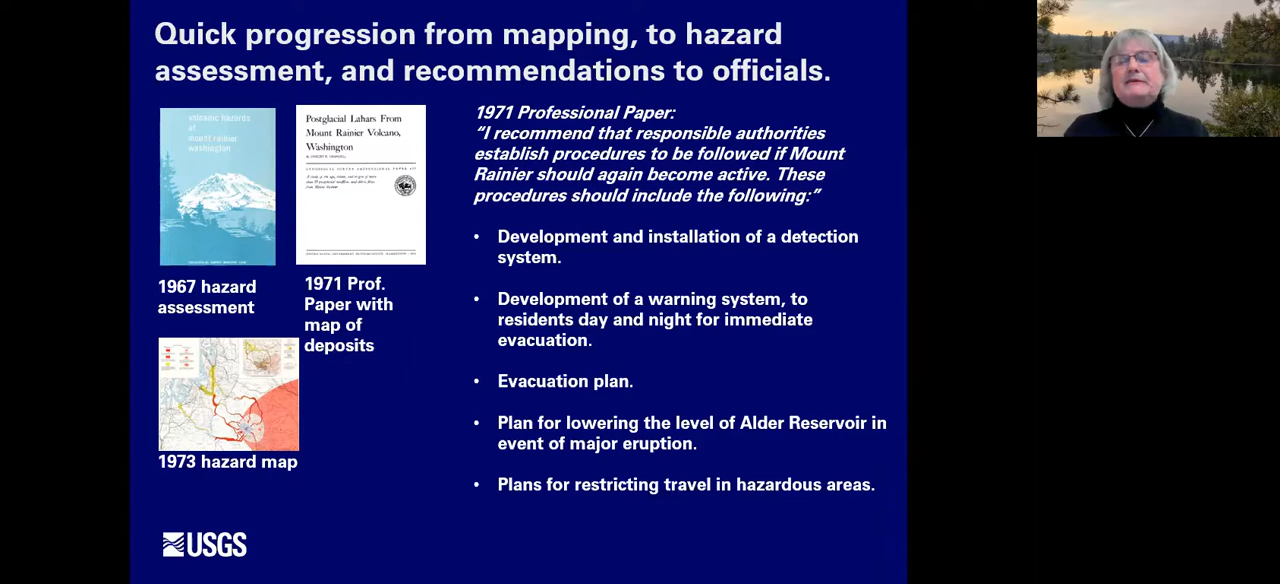 Quick progression from mapping, to hazard
assessment, and recommendations to officials.
volcanic hazards
of
mount rainier
washington
1967 hazard
assessment
Postglacial Lahars From
Mount Rainier Volcano,
Washington
1971 Prof.
Paper with
map of
deposits
1973 hazard map
1971 Professional Paper:
“I recommend that responsible authorities
establish procedures to be followed if Mount
Rainier should again become active. These
procedures should include the following:”
• Development and installation of a detection
system.
• Development of a warning system, to
residents day and night for immediate
evacuation.
• Evacuation plan.
• Plan for lowering the level of Alder Reservoir in
event of major eruption.
• Plans for restricting travel in hazardous areas.
USGS